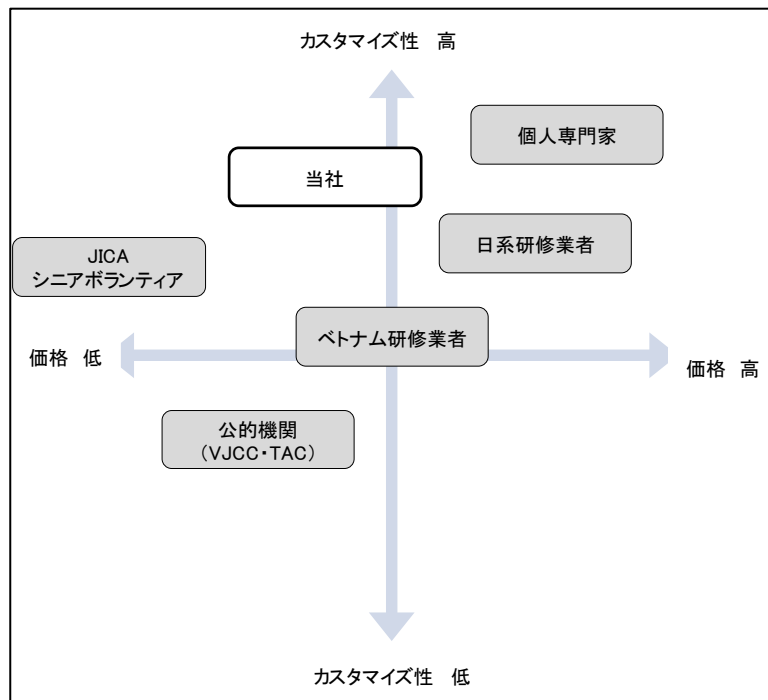 カスタマイズ性　高
個人専門家
当社
日系研修業者
JICA
シニアボランティア
ベトナム研修業者
価格　低
価格　高
公的機関
（VJCC・TAC）
カスタマイズ性　低